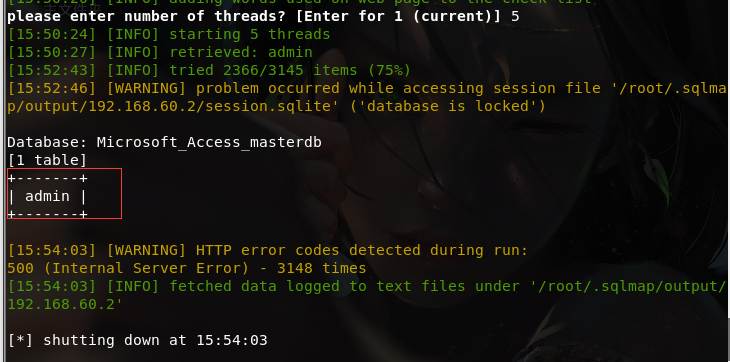 [15:50:20] [INFO] adding words used on web page to the check list
please enter number of threads? [Enter for 1 (current)] 5
[15:50:24] [INFO] starting 5 threads
[15:50:27] [INFO] retrieved: admin
[15:52:43] [INFO] tried 2366/3145 items (75%)
[15:52:46] [WARNING] problem occurred while accessing session file '/root/.sqlma
p/output/192.168.60.2/session.sqlite' ('database is locked')
Database: Microsoft_Access_masterdb
[1 table]
+-------+
| admin |
+-------+
[15:54:03] [WARNING] HTTP error codes detected during run:
500 (Internal Server Error) - 3148 times
[15:54:03] [INFO] fetched data logged to text files under '/root/.sqlmap/output/
192.168.60.2'
[*] shutting down at 15:54:03